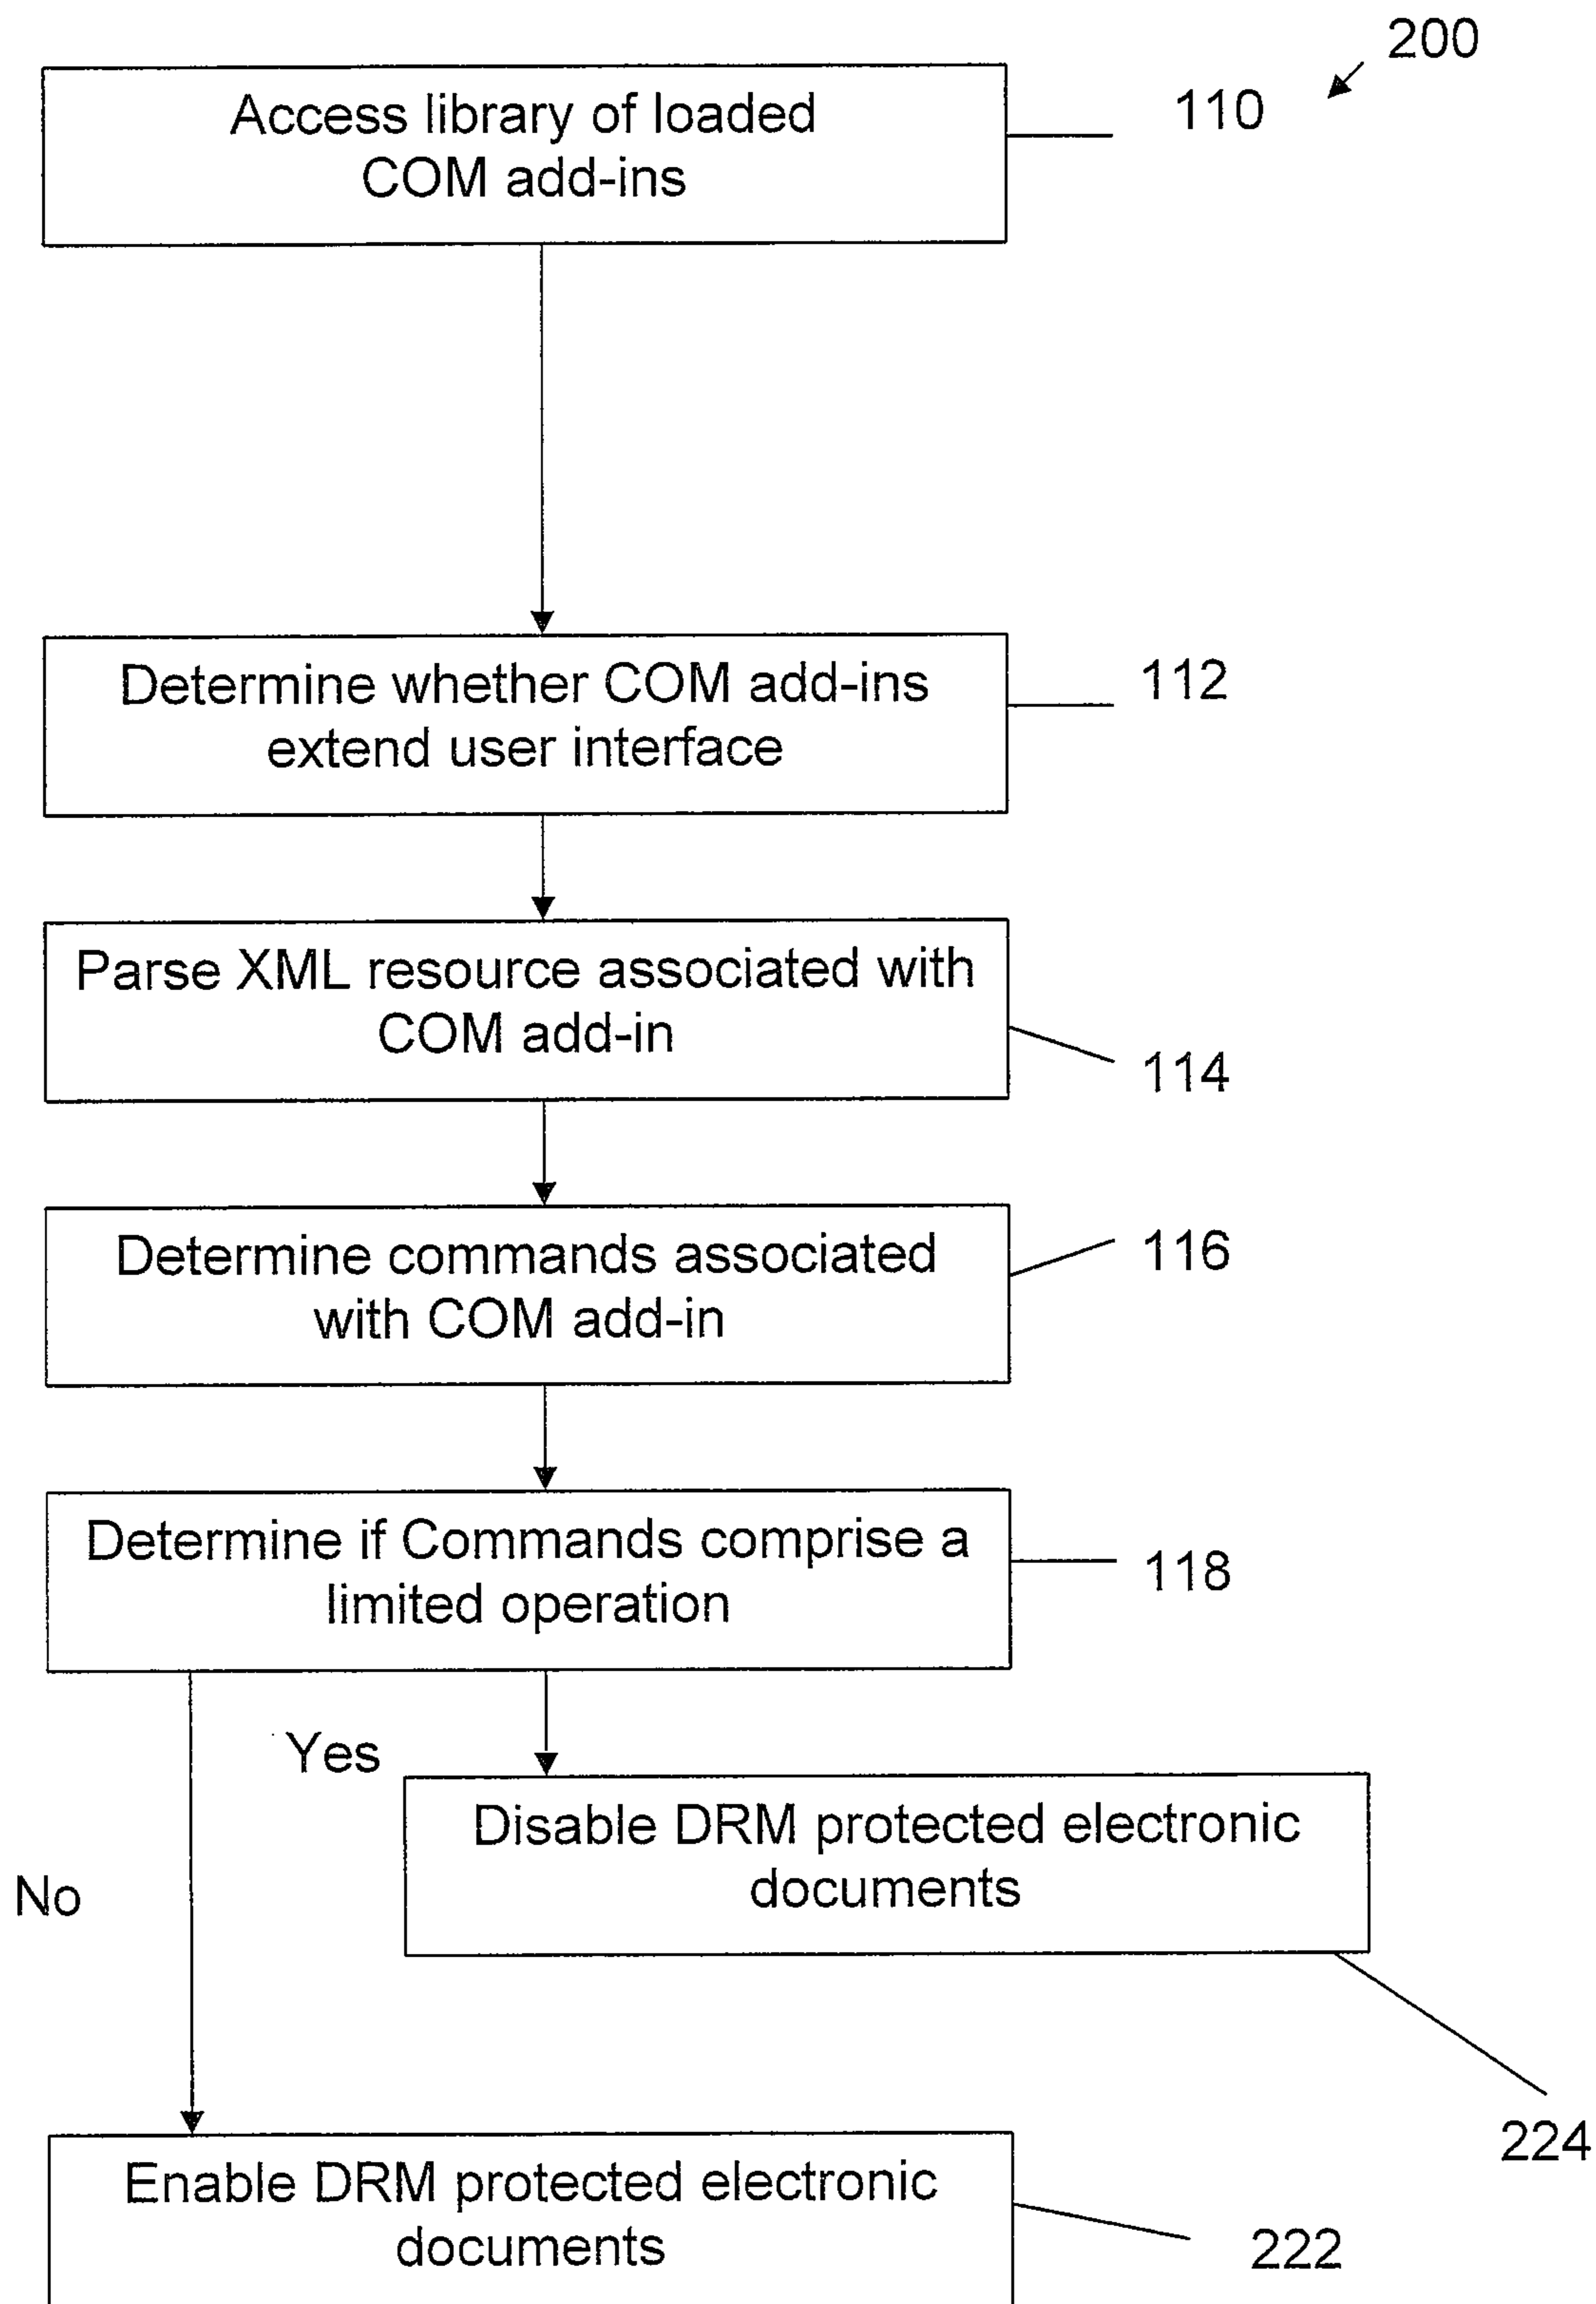 200
Access library of loaded
COM add-ins
110
Determine whether COM add-ins
extend user interface
112
Parse XML resource associated with
COM add-in
114
Determine commands associated
with COM add-in
116
Determine if Commands comprise a
limited operation
118
Yes
Disable DRM protected electronic
documents
No
224
Enable DRM protected electronic
documents
222